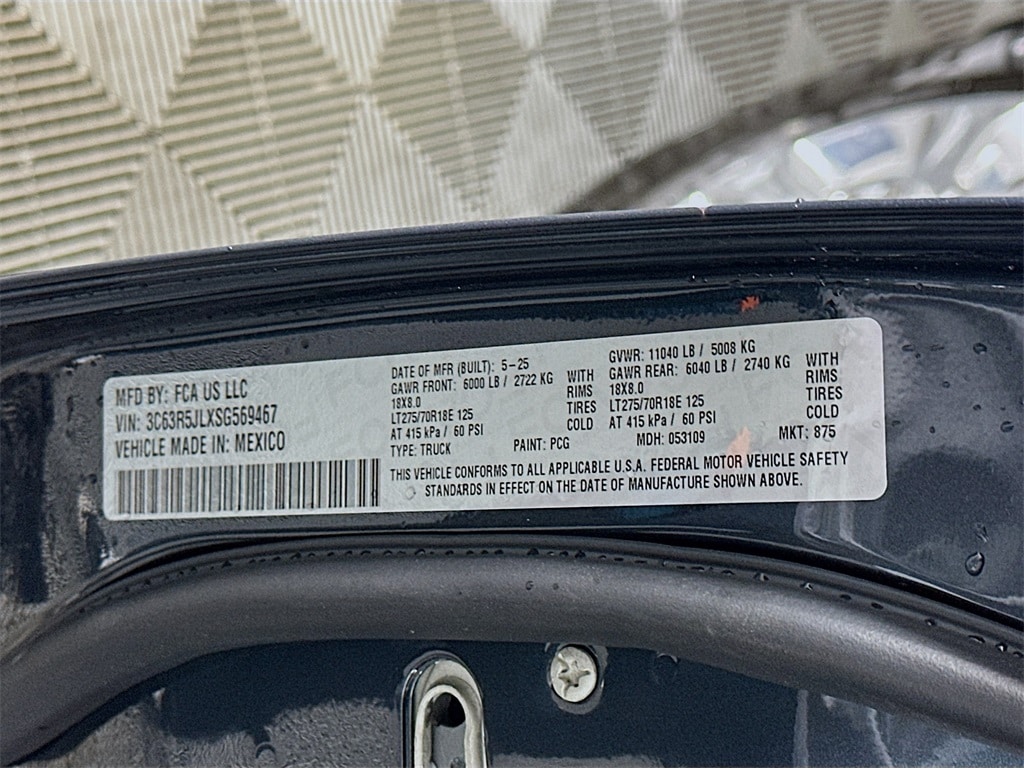 MFD BY: FCA US LLC
VIN: 3C63R5JLXSG569467
VEHICLE MADE IN: MEXICO
DATE OF MFR (BUILT): 5-25
GAWR FRONT: 6000 LB / 2722 KG
18X8.0
LT275/70R18E 125
AT 415 kPa / 60 PSI
TYPE: TRUCK
WITH
RIMS
TIRES
COLD
PAINT: PCG
GVWR: 11040 LB / 5008 KG
GAWR REAR: 6040 LB / 2740 KG
18X8.0
LT275/70R18E 125
AT 415 kPa / 60 PSI
MDH: 053109
WITH
RIMS
TIRES
COLD
MKT: 875
THIS VEHICLE CONFORMS TO ALL APPLICABLE U.S.A. FEDERAL MOTOR VEHICLE SAFETY
STANDARDS IN EFFECT ON THE DATE OF MANUFACTURE SHOWN ABOVE.